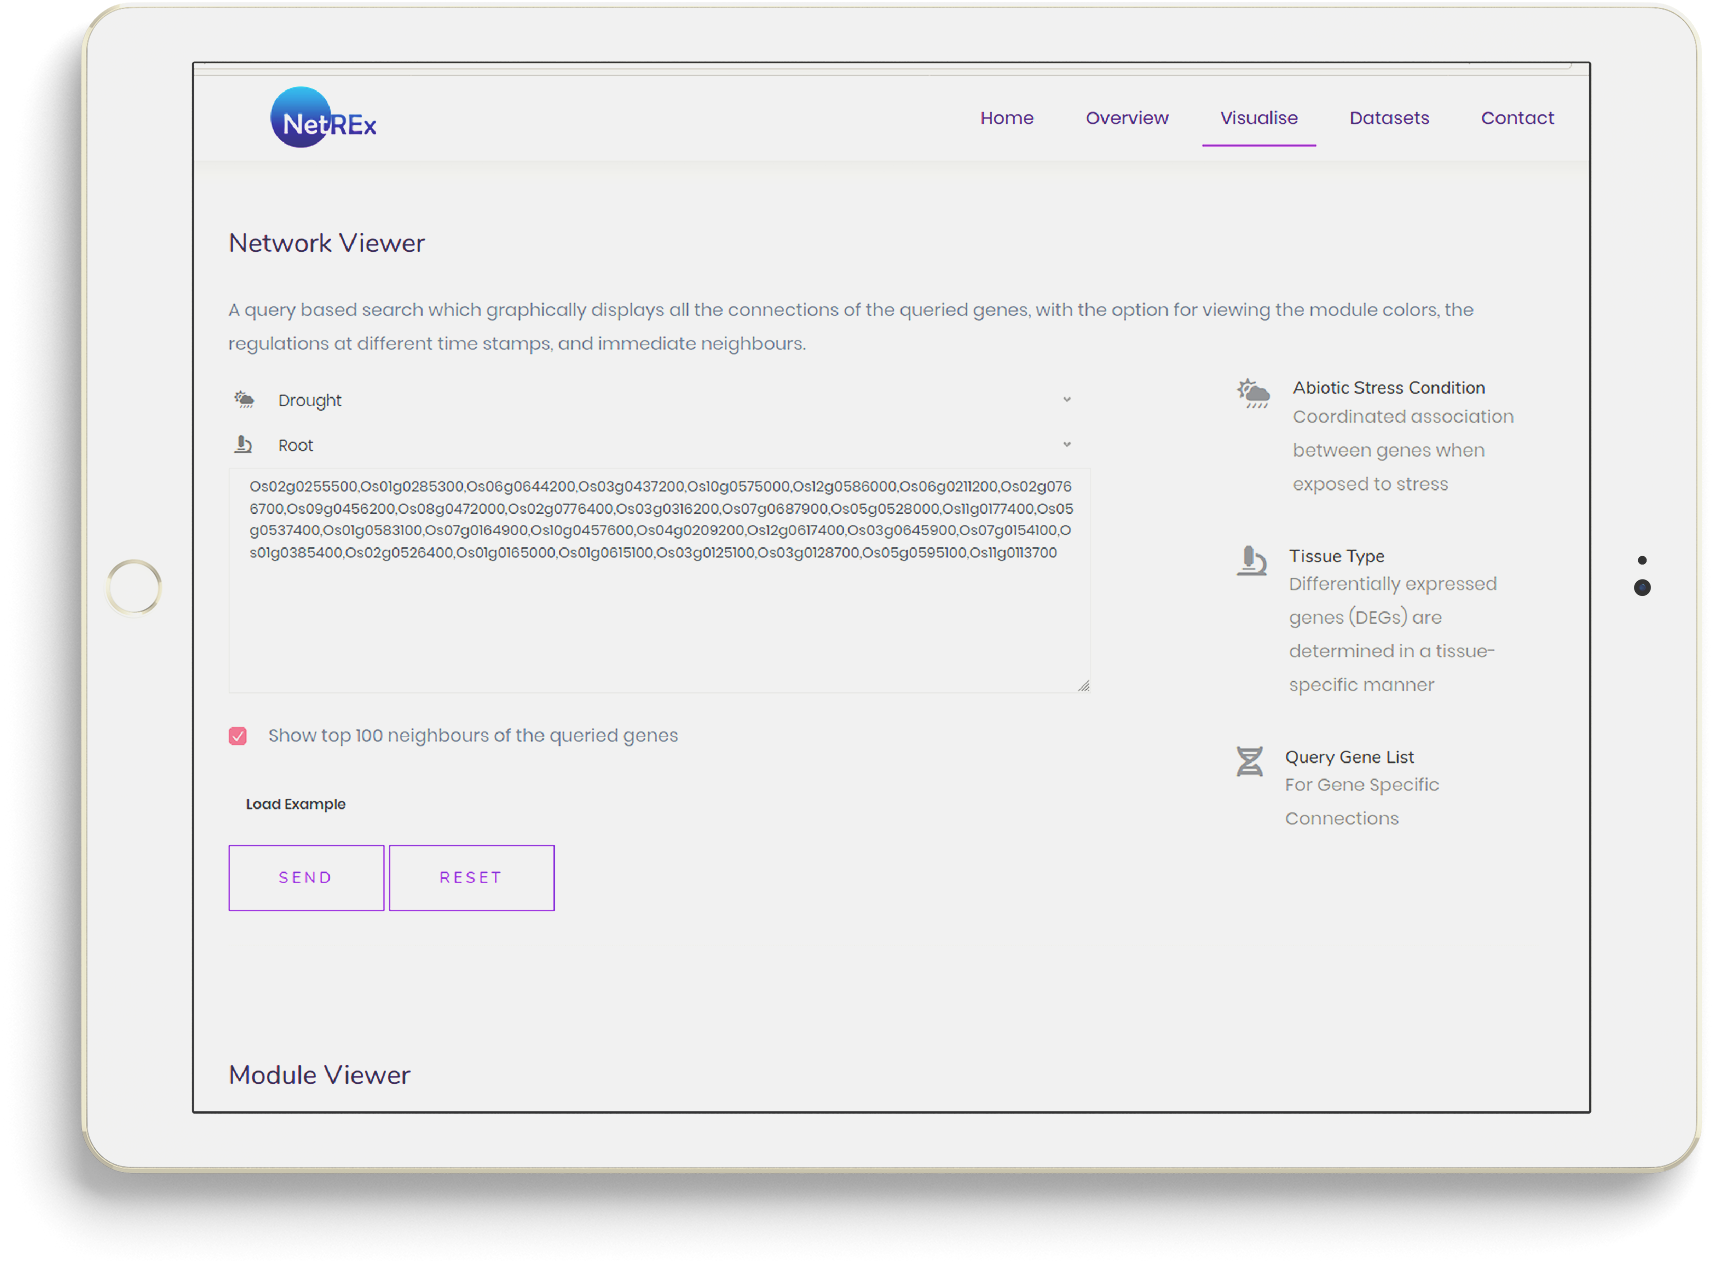 NetREx
Home
Overview
Visualise
Datasets
Contact
Network Viewer
A query based search which graphically displays all the connections of the queried genes, with the option for viewing the module colors, the
regulations at different time stamps, and immediate neighbours.
Drought
Root
Os02g0255500,Os01g0285300,Os06g0644200,Os03g0437200,Os10g0575000,Os12g0586000,Os06g0211200,Os02g076
6700,Os09g0456200,Os08g0472000,Os02g0776400,Os03g0316200,Os07g0687900,Os05g0528000,Os11g0177400,Os05
g0537400,Os01g0583100,Os07g0164900,Os10g0457600,Os04g0209200,Os12g0617400,Os03g0645900,Os07g0154100,O
s01g0385400,Os02g0526400,Os01g0165000,Os01g0615100,Os03g0125100,Os03g0128700,Os05g0595100,Os11g0113700
Show top 100 neighbours of the queried genes
Load Example
SEND
RESET
Abiotic Stress Condition
Coordinated association
between genes when
exposed to stress
Tissue Type
Differentially expressed
genes (DEGs) are
determined in a tissue-
specific manner
Query Gene List
For Gene Specific
Connections
Module Viewer